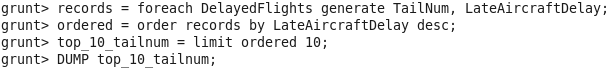 grunt> records = foreach DelayedFlights generate TailNum, LateAircraftDelay;
grunt> ordered = order records by LateAircraftDelay desc;
grunt> top_10_tailnum = limit ordered 10;
grunt> DUMP top_10_tailnum;